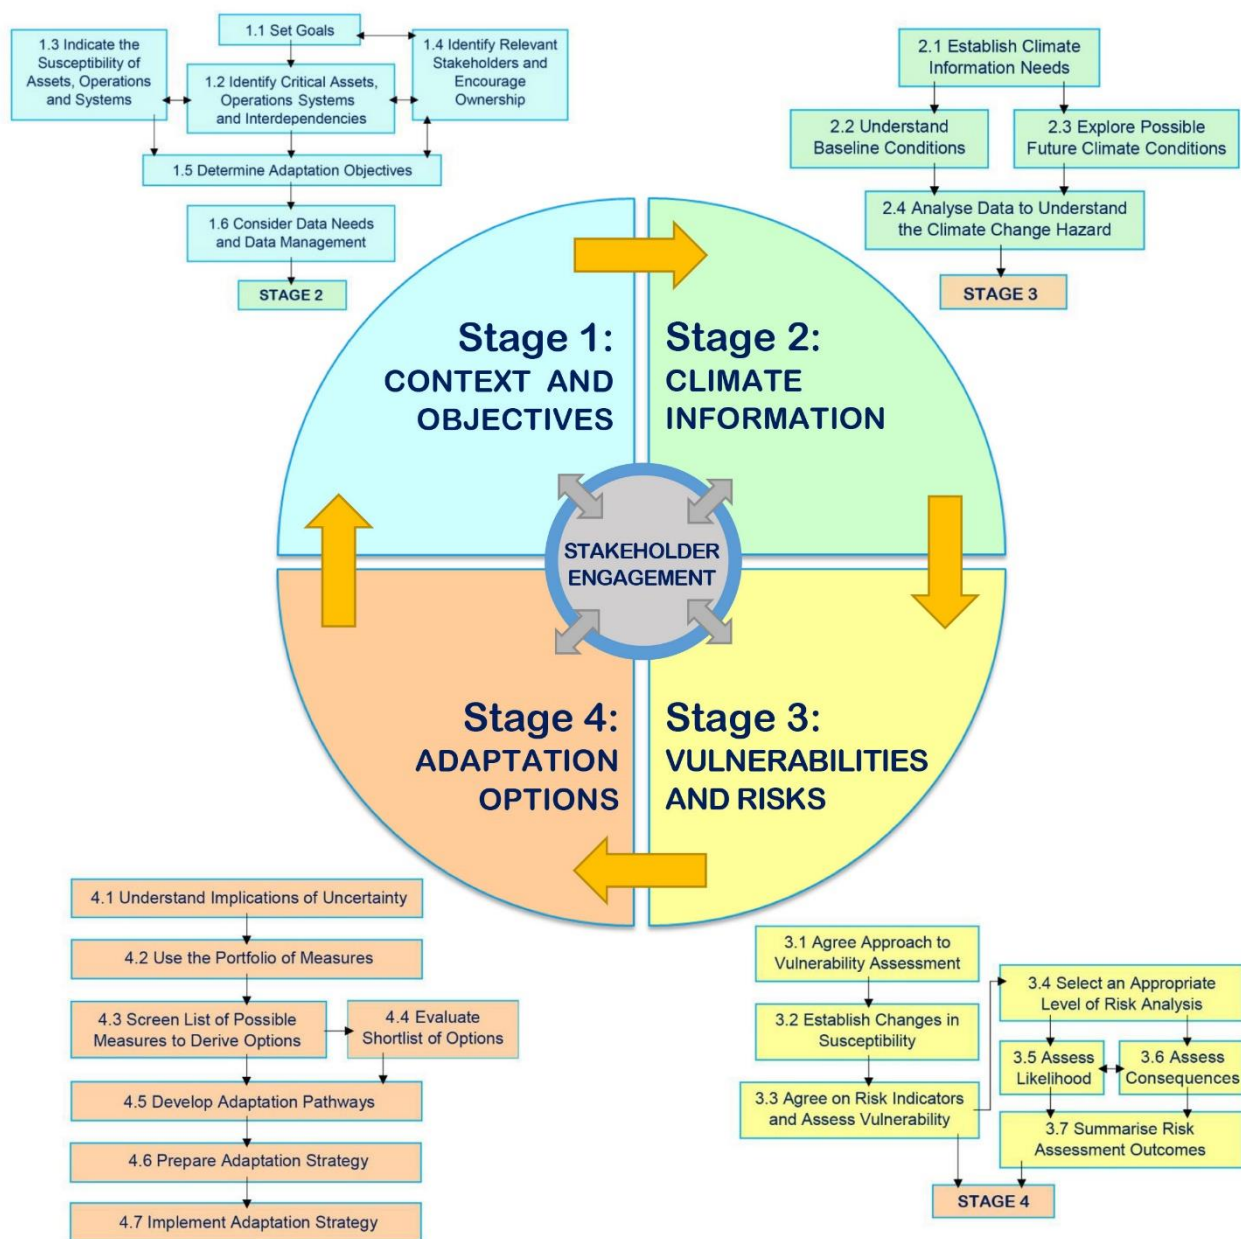 1.1 Set Goals
1.3 Indicate the
Susceptibility of
Assets, Operations
and Systems
1.2 Identify Critical Assets,
Operations Systems
and Interdependencies
1.4 Identify Relevant
Stakeholders and
Encourage
Ownership
1.5 Determine Adaptation Objectives
1.6 Consider Data Needs
and Data Management
STAGE 2
2.1 Establish Climate
Information Needs
2.2 Understand
Baseline Conditions
2.3 Explore Possible
Future Climate Conditions
2.4 Analyse Data to Understand
the Climate Change Hazard
STAGE 3
Stage 1:
CONTEXT AND
OBJECTIVES
Stage 2:
CLIMATE
INFORMATION
STAKEHOLDER
ENGAGEMENT
Stage 4:
ADAPTATION
OPTIONS
Stage 3:
VULNERABILITIES
AND RISKS
4.1 Understand Implications of Uncertainty
4.2 Use the Portfolio of Measures
4.3 Screen List of Possible
Measures to Derive Options
4.4 Evaluate
Shortlist of Options
4.5 Develop Adaptation Pathways
4.6 Prepare Adaptation Strategy
4.7 Implement Adaptation Strategy
3.1 Agree Approach to
Vulnerability Assessment
3.2 Establish Changes in
Susceptibility
3.3 Agree on Risk Indicators
and Assess Vulnerability
3.4 Select an Appropriate
Level of Risk Analysis
3.5 Assess
Likelihood
3.6 Assess
Consequences
3.7 Summarise Risk
Assessment Outcomes
STAGE 4